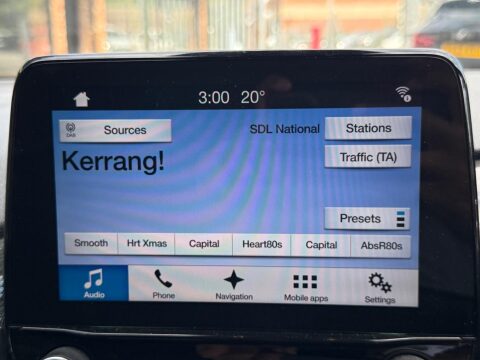 3:00 20°
DAB
Sources
SDL National
Stations
Kerrang!
Traffic (TA)
Presets
Smooth
Hrt Xmas
Capital
Heart80s
Capital
AbsR80s
Audio
Phone
Navigation
Mobile apps
Settings